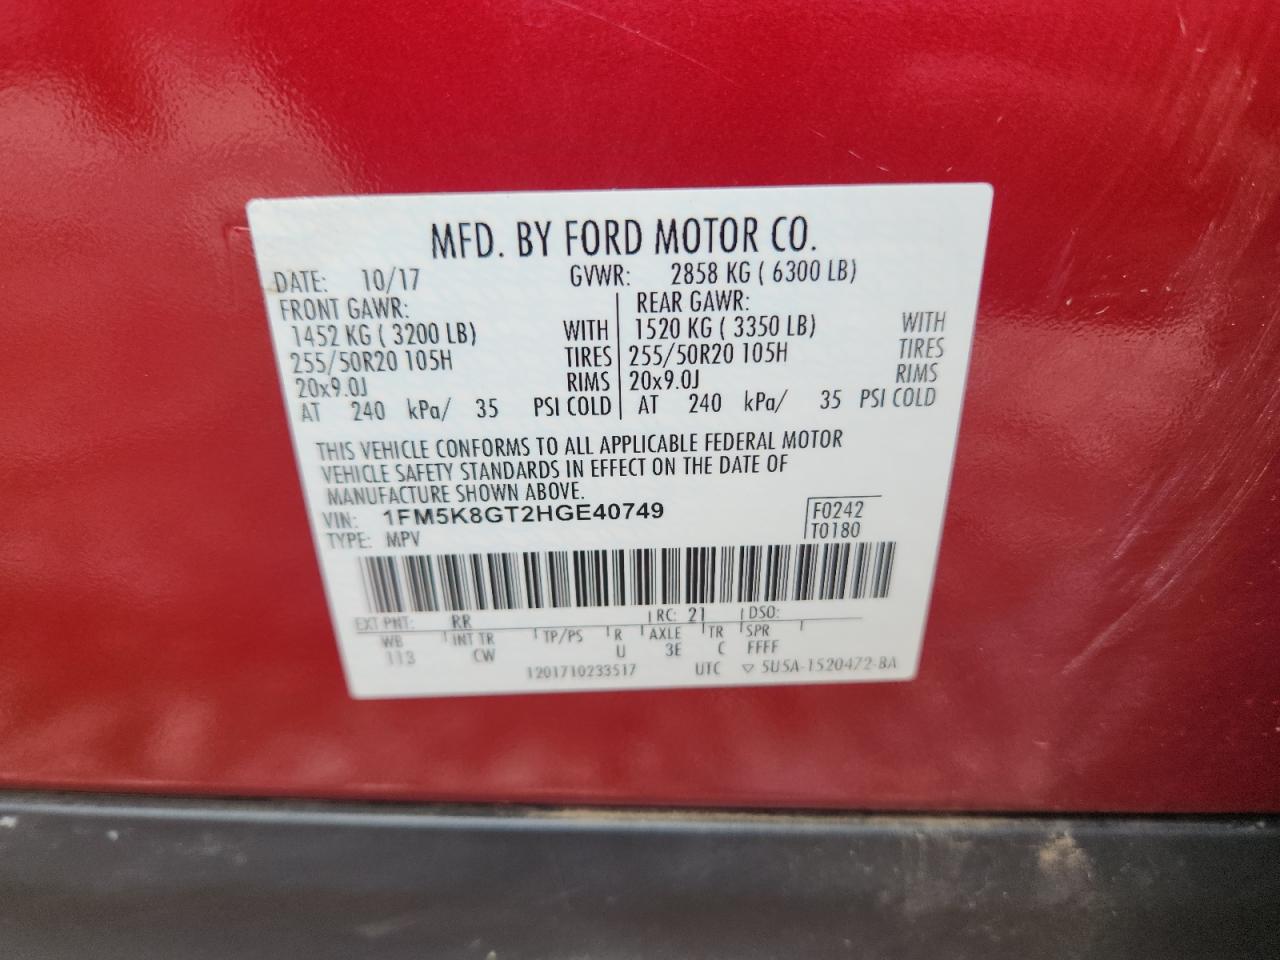 MFD. BY FORD MOTOR CO.
DATE: 10/17 GVWR: 2858 KG ( 6300 LB)
FRONT GAWR: REAR GAWR:
1452 KG ( 3200 LB) WITH 1520 KG ( 3350 LB) WITH
255/50R20 105H TIRES 255/50R20 105H TIRES
20x9.0J RIMS 20x9.0J RIMS
AT 240 kPa/ 35 PSI COLD AT 240 kPa/ 35 PSI COLD
THIS VEHICLE CONFORMS TO ALL APPLICABLE FEDERAL MOTOR
VEHICLE SAFETY STANDARDS IN EFFECT ON THE DATE OF
MANUFACTURE SHOWN ABOVE.
VIN: 1FM5K8GT2HGE40749 F0242
TYPE: MPV T0180
EXT PNT: RR RC: 21 DSO:
WB INT TR TP/PS R AXLE TR SPR
113 CW U 3E C FFFF
1201710233517 UTC ▽ 5U5A-1520472-BA